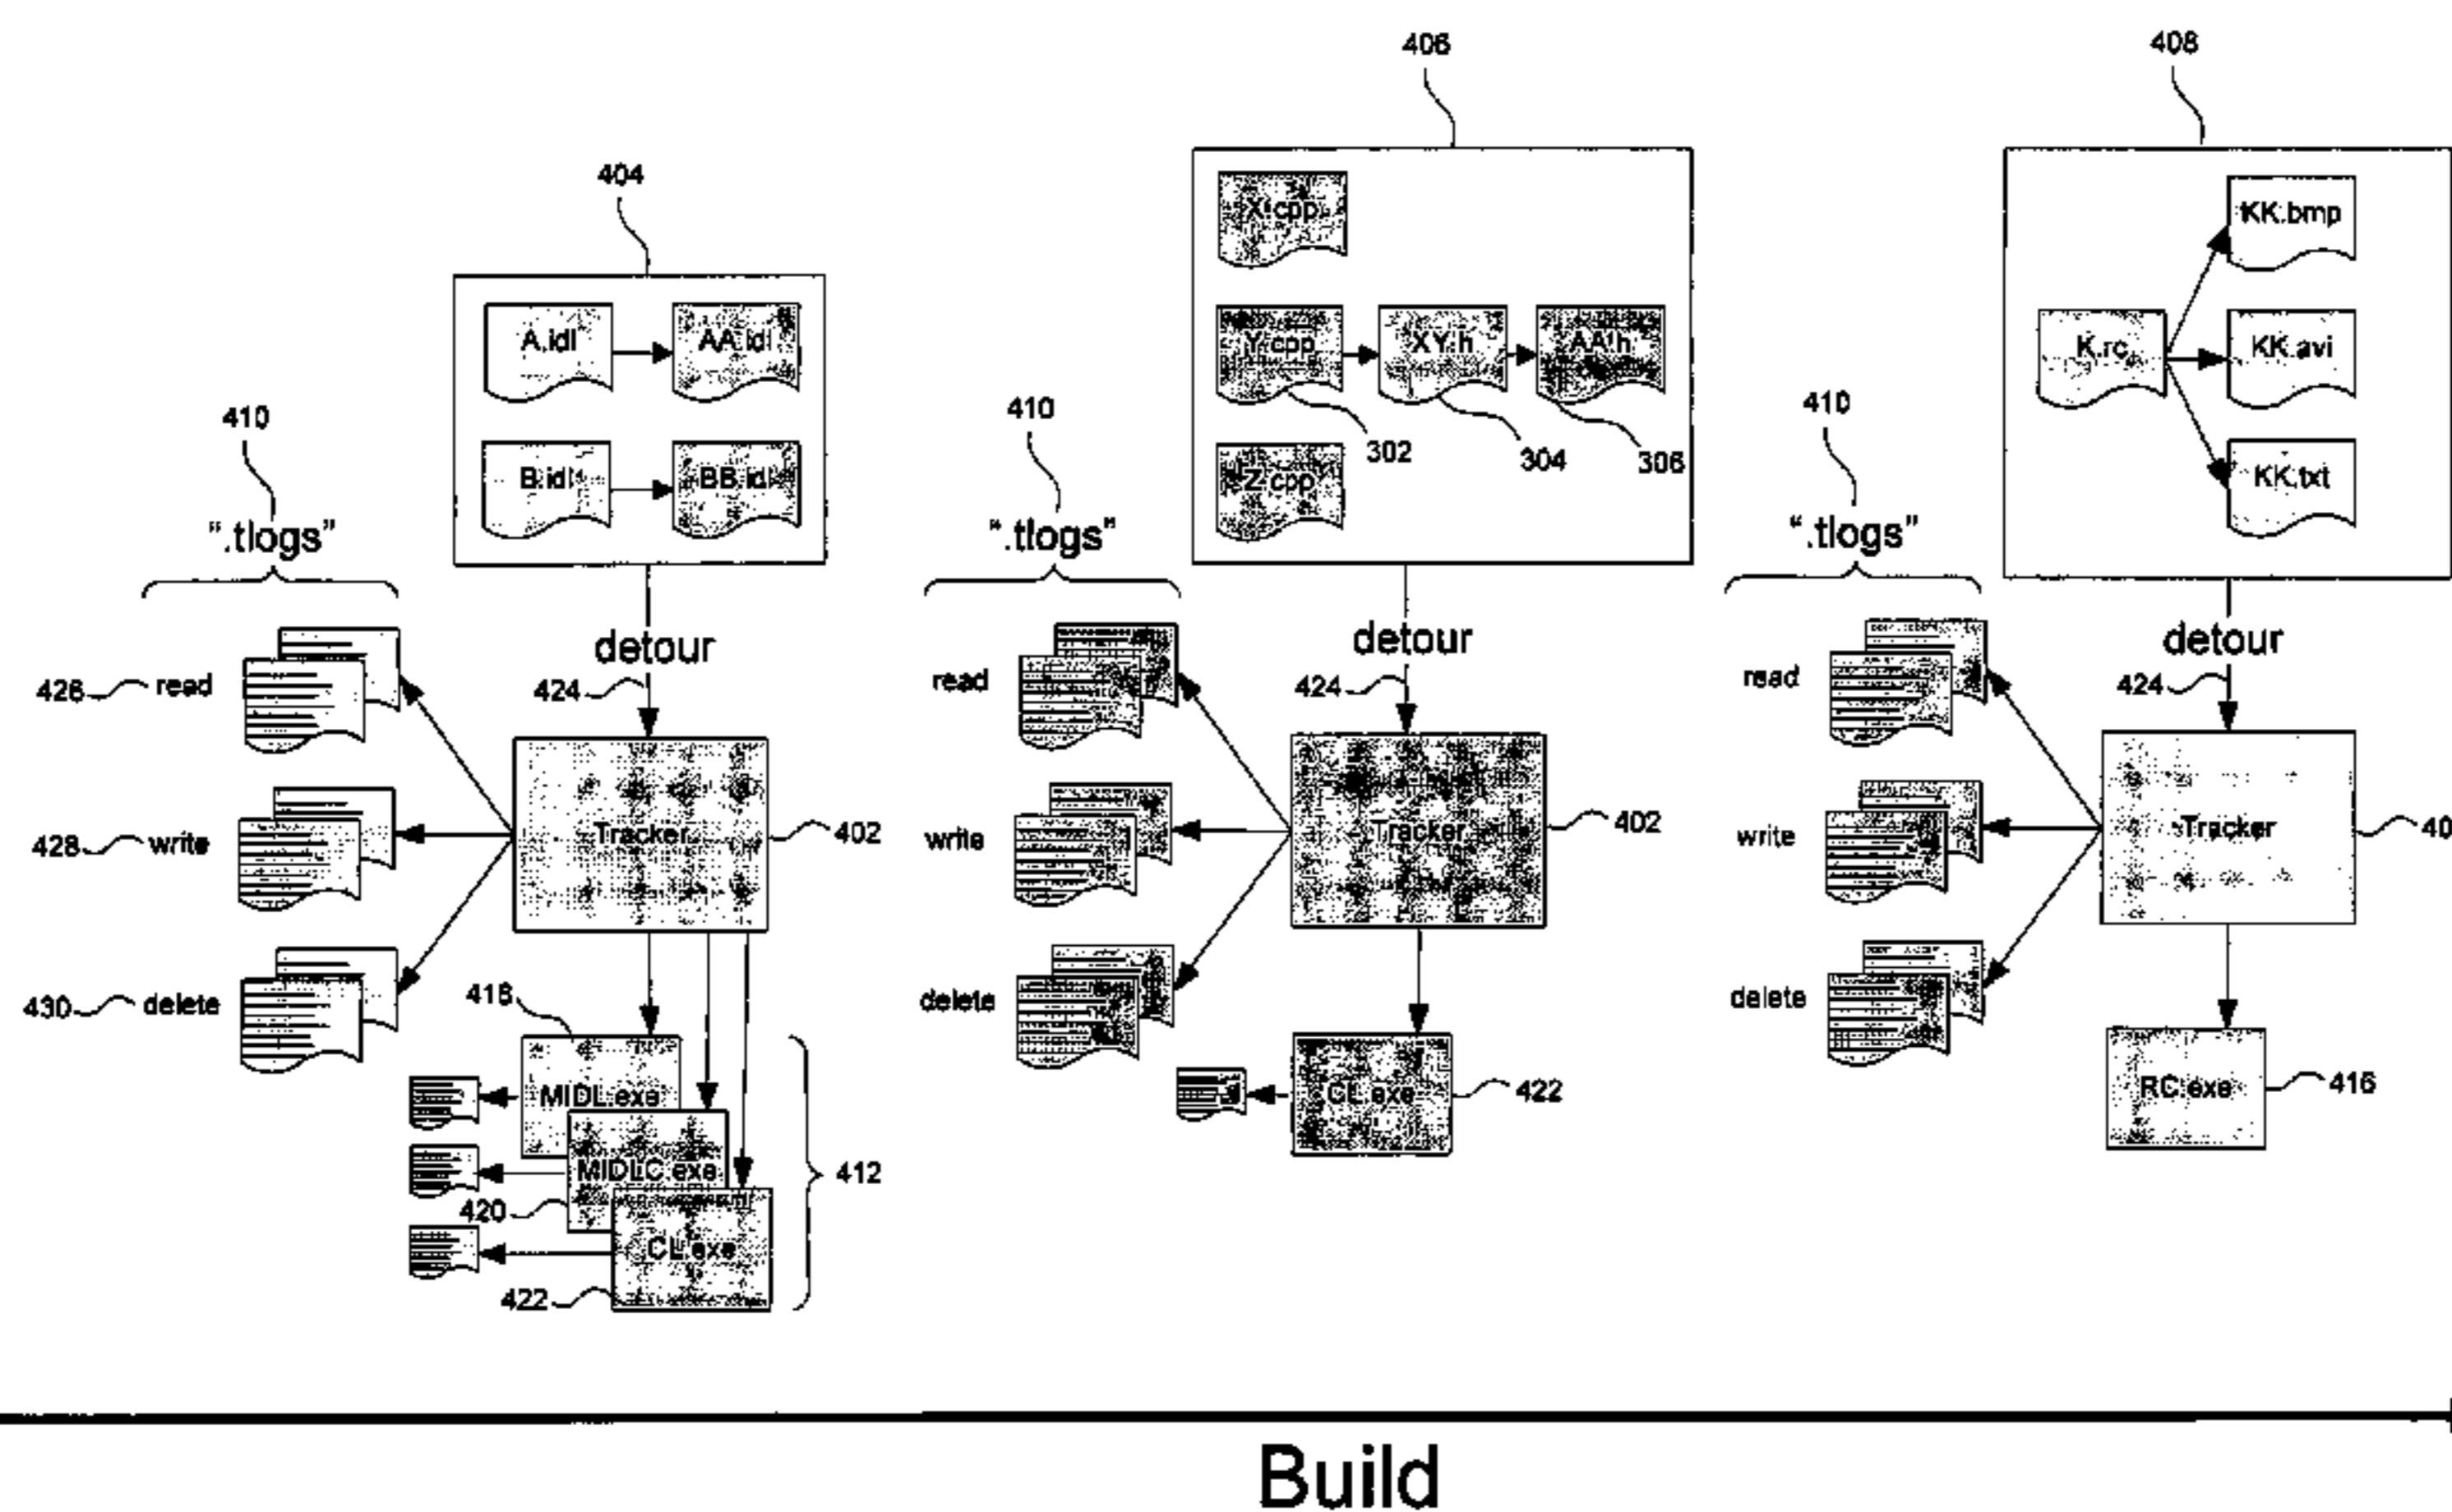 406
408
404
X.cpp
KK.bmp
A.idl
AA.idl
Y.cpp
XY.h
AA.h
K.rc
KK.avi
410
410
302
304
306
410
B.idl
BB.idl
Z.cpp
KK.txt
".tlogs"
".tlogs"
".tlogs"
detour
detour
detour
426
read
424
read
424
read
424
428
write
Tracker
402
write
Tracker
402
write
Tracker
40
430
delete
418
delete
delete
MIDL.exe
CL.exe
422
RC.exe
416
MIDLC.exe
412
420
CL.exe
422
Build